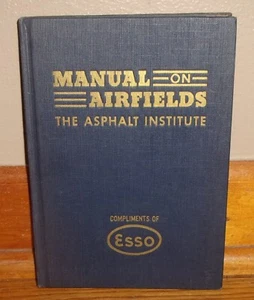 MANUAL ON
AIRFIELDS
THE ASPHALT INSTITUTE
COMPLIMENTS OF
Esso